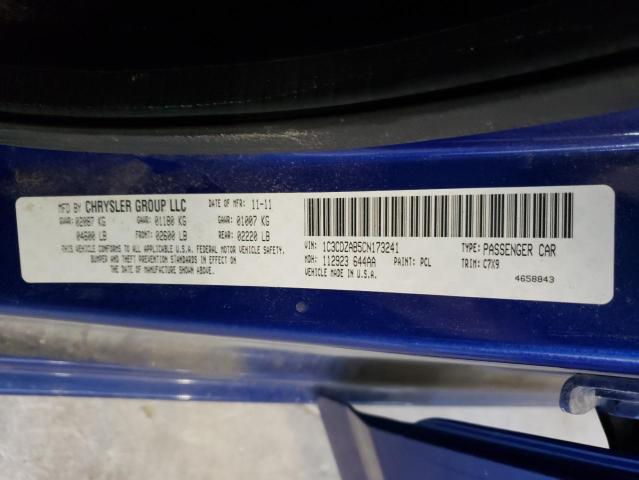 MFD BY CHRYSLER GROUP LLC DATE OF MFR: 11-11
GVWR: 02087 KG GAWR: 01180 KG GAWR: 01007 KG
04600 LB FRONT: 02600 LB REAR: 02220 LB
THIS VEHICLE CONFORMS TO ALL APPLICABLE U.S.A. FEDERAL MOTOR VEHICLE SAFETY,
BUMPER AND THEFT PREVENTION STANDARDS IN EFFECT ON
THE DATE OF MANUFACTURE SHOWN ABOVE.
VIN: 1C3CDZAB5CN173241 TYPE: PASSENGER CAR
MDH: 112923 644AA PAINT: PCL TRIM: C7X9
VEHICLE MADE IN U.S.A.
4658843